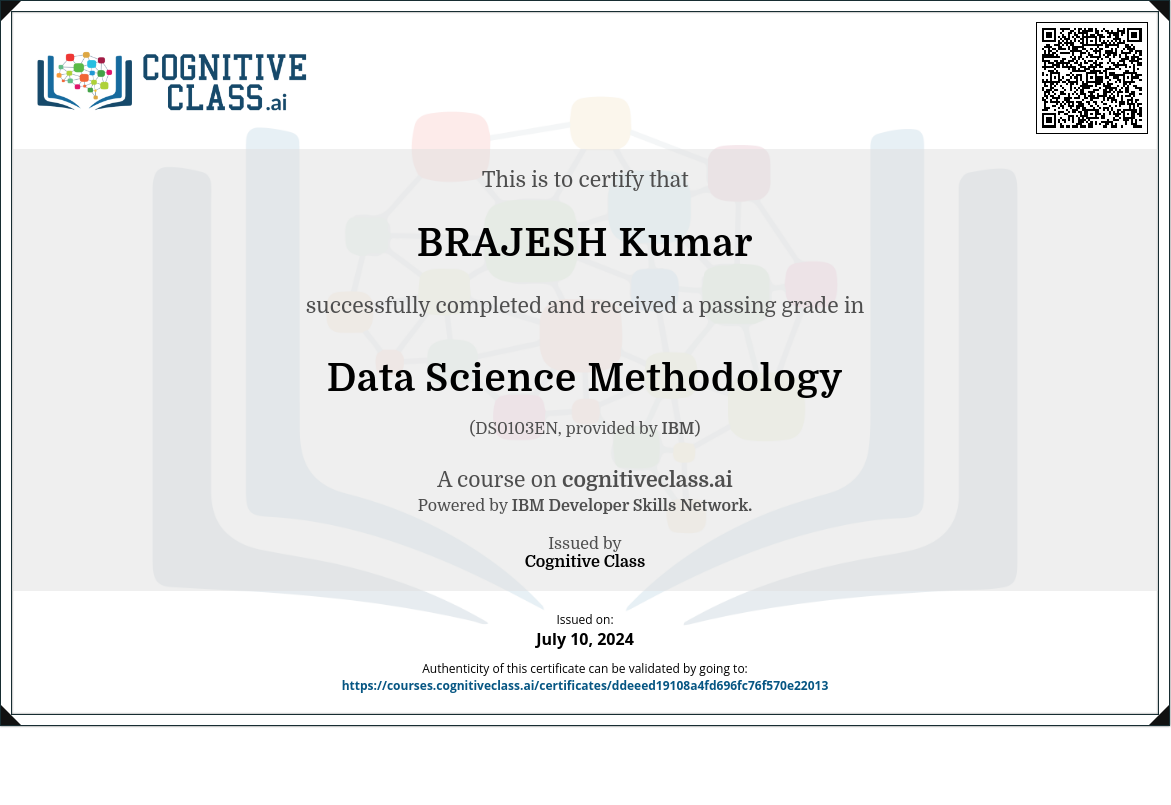 COGNITIVE
CLASS.ai
This is to certify that
BRAJESH Kumar
successfully completed and received a passing grade in
Data Science Methodology
(DS0103EN, provided by IBM)
A course on cognitiveclass.ai
Powered by IBM Developer Skills Network.
Issued by
Cognitive Class
Issued on:
July 10, 2024
Authenticity of this certificate can be validated by going to:
https://courses.cognitiveclass.ai/certificates/ddeeed19108a4fd696fc76f570e22013